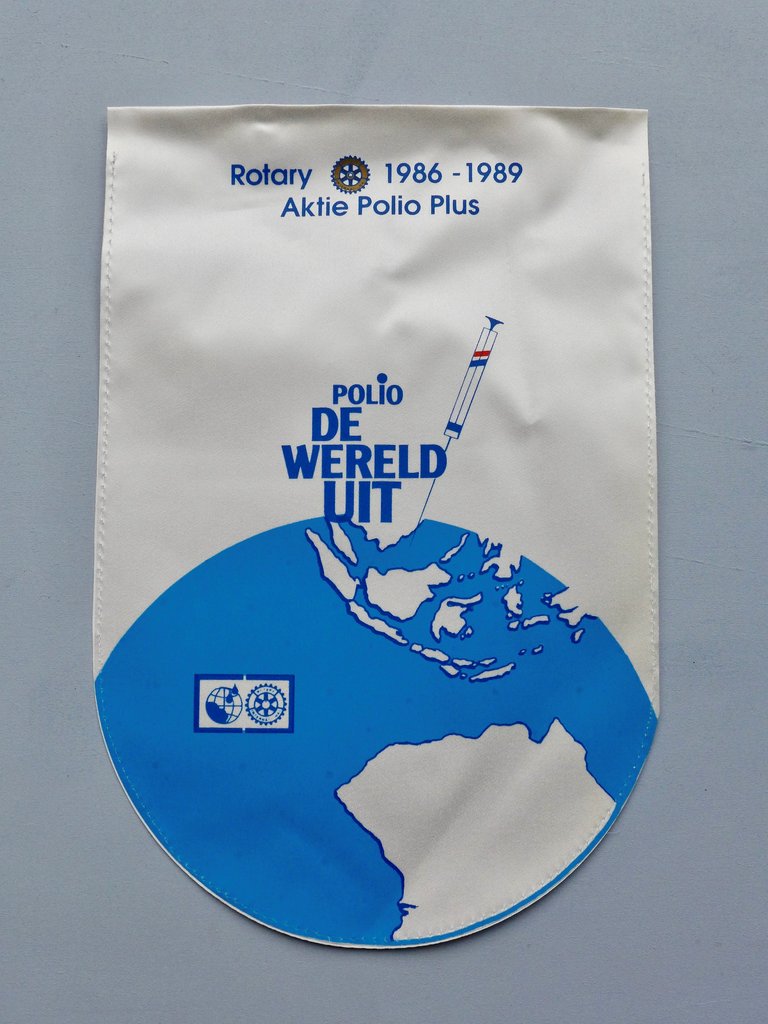 Rotary 1986 - 1989
Aktie Polio Plus
POLiO
DE
WERELD
UIT